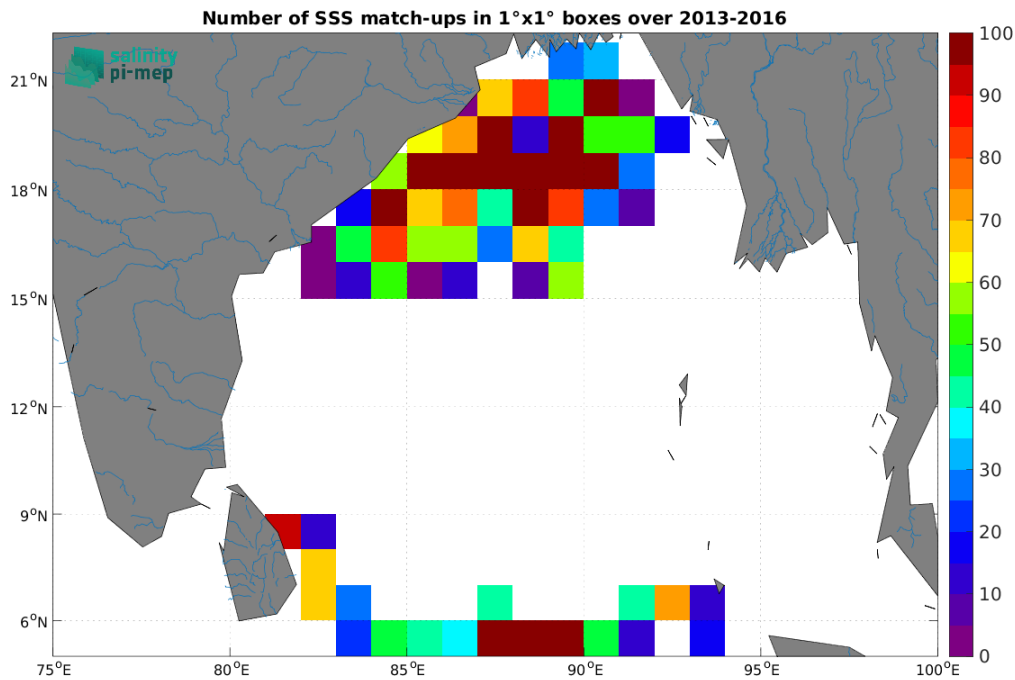 Number of SSS match-ups in 1°x1° boxes over 2013-2016
salinity
pi-mep
21°N
18°N
15°N
12°N
9°N
6°N
75°E 80°E 85°E 90°E 95°E 100°E
100
90
80
70
60
50
40
30
20
10
0